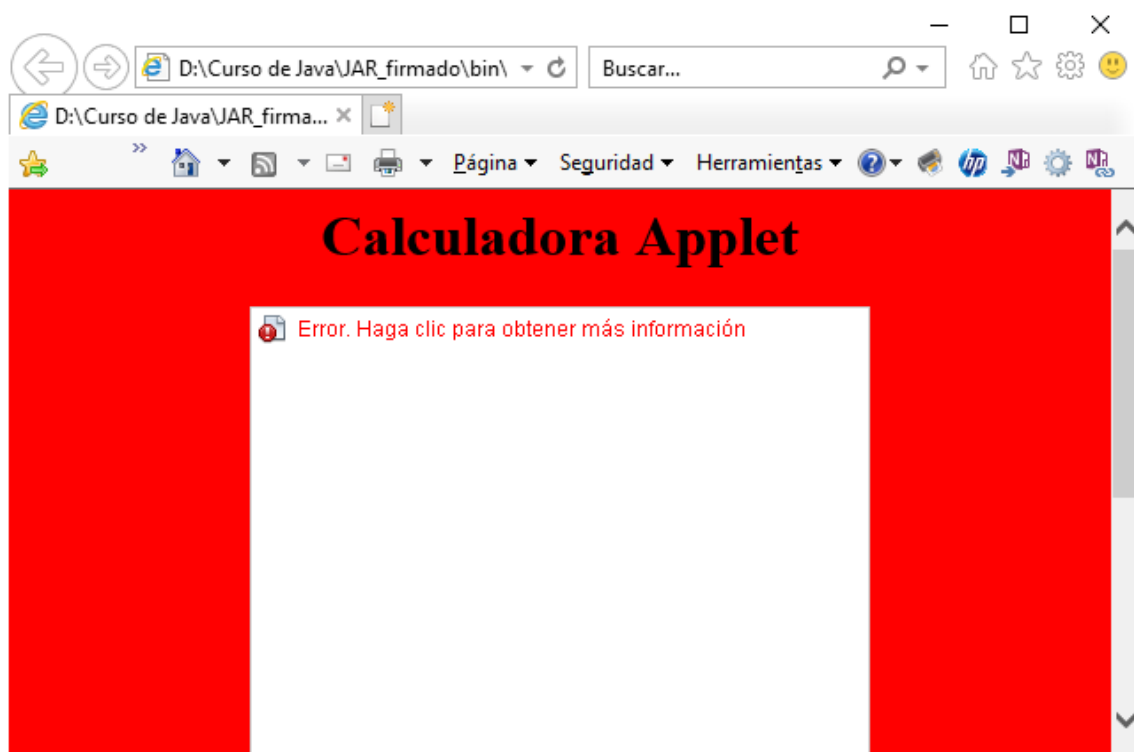 D:\Curso de Java\JAR_firmado\bin\
Buscar...
D:\Curso de Java\JAR_firma...
Página
Seguridad
Herramientas
hp
Calculadora Applet
Error. Haga clic para obtener más información